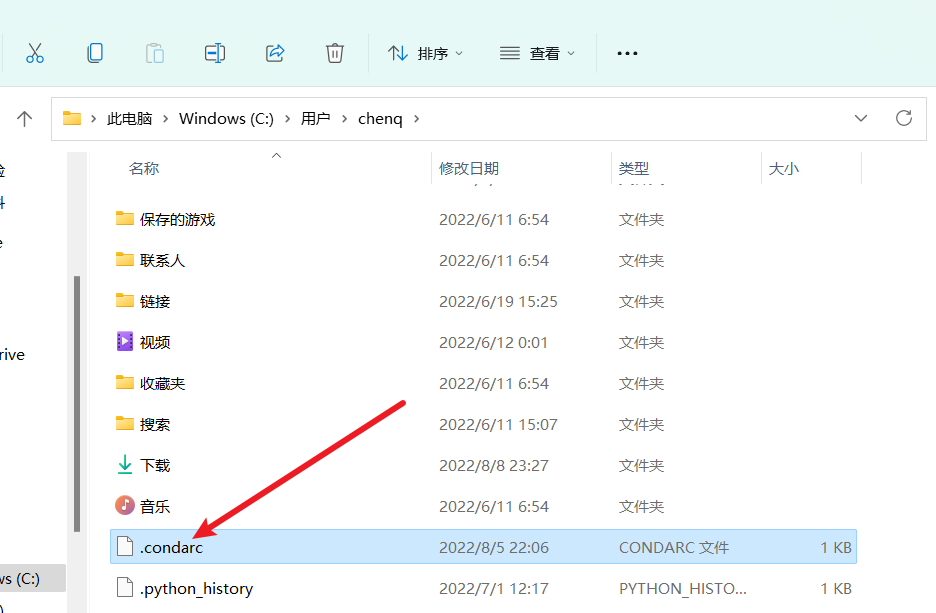 排序 查看
此电脑 > Windows (C:) > 用户 > chenq >
名称 修改日期 类型 大小
保存的游戏 2022/6/11 6:54 文件夹
联系人 2022/6/11 6:54 文件夹
链接 2022/6/19 15:25 文件夹
视频 2022/6/12 0:01 文件夹
rive
收藏夹 2022/6/11 6:54 文件夹
搜索 2022/6/11 15:07 文件夹
下载 2022/8/8 23:27 文件夹
音乐 2022/6/11 6:54 文件夹
.condarc 2022/8/5 22:06 CONDARC 文件 1 KB
ws (C:)
.python_history 2022/7/1 12:17 PYTHON_HISTO... 1 KB